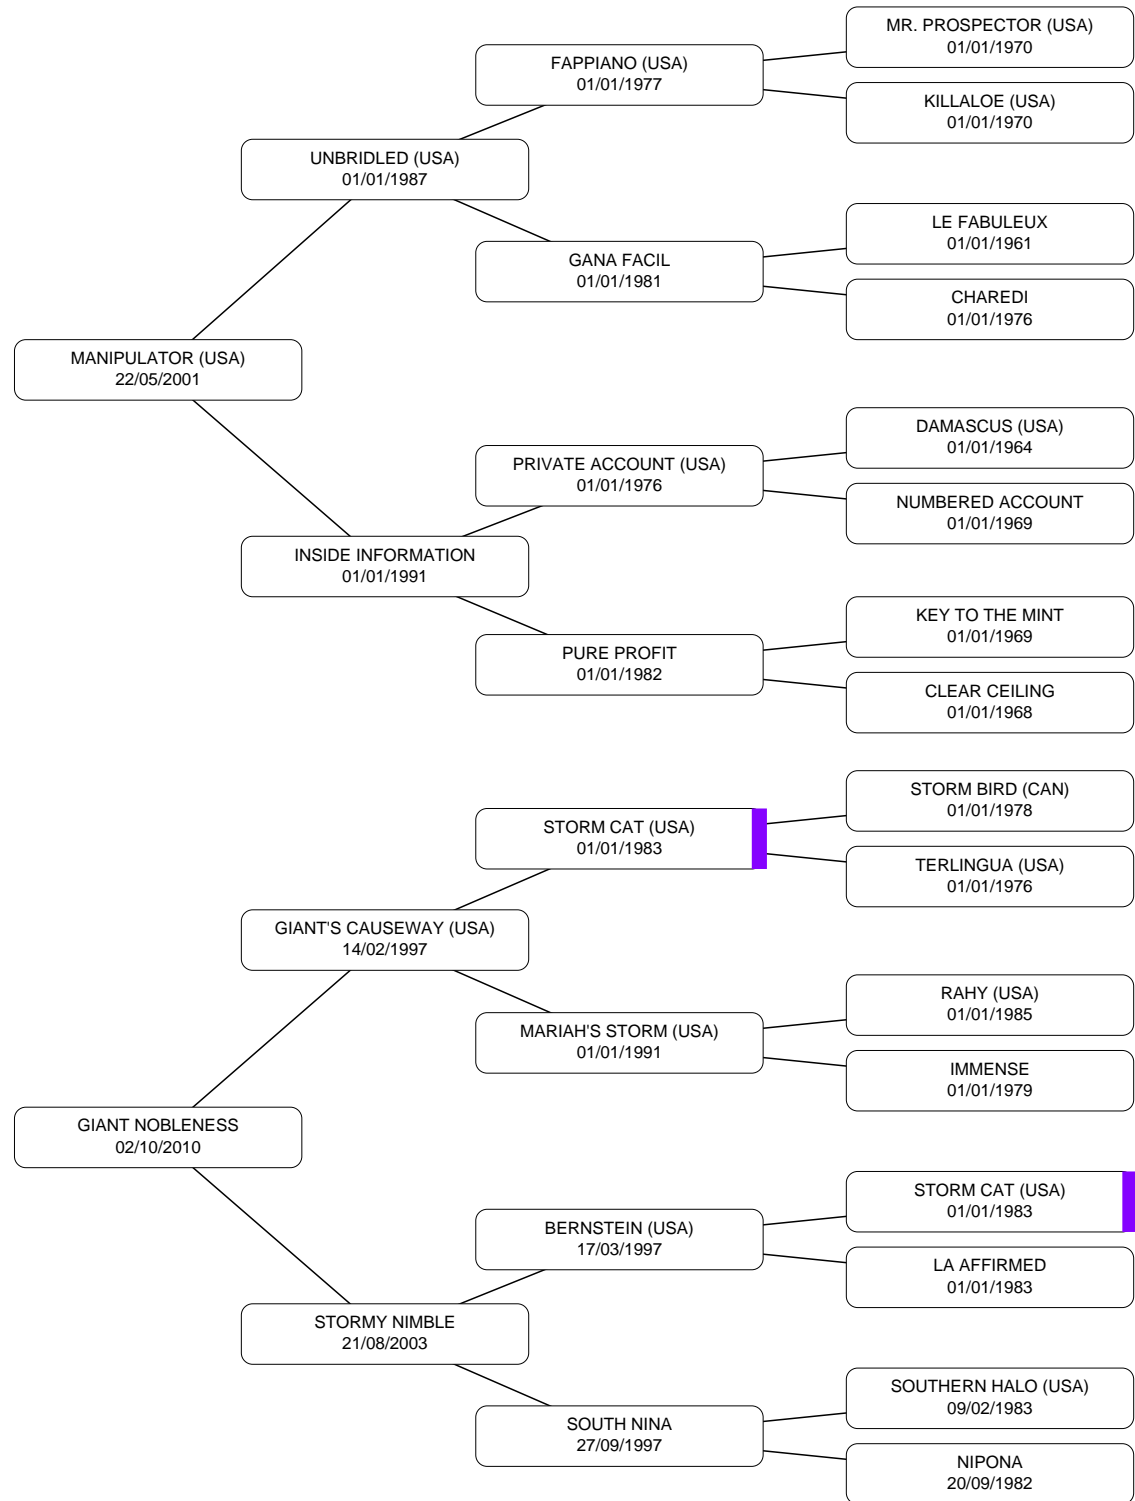 MR. PROSPECTOR (USA)
01/01/1970
FAPPIANO (USA)
01/01/1977
KILLALOE (USA)
01/01/1970
UNBRIDLED (USA)
01/01/1987
LE FABULEUX
01/01/1961
GANA FACIL
01/01/1981
CHAREDI
01/01/1976
MANIPULATOR (USA)
22/05/2001
DAMASCUS (USA)
01/01/1964
PRIVATE ACCOUNT (USA)
01/01/1976
NUMBERED ACCOUNT
01/01/1969
INSIDE INFORMATION
01/01/1991
KEY TO THE MINT
01/01/1969
PURE PROFIT
01/01/1982
CLEAR CEILING
01/01/1968
STORM BIRD (CAN)
01/01/1978
STORM CAT (USA)
01/01/1983
TERLINGUA (USA)
01/01/1976
GIANT'S CAUSEWAY (USA)
14/02/1997
RAHY (USA)
01/01/1985
MARIAH'S STORM (USA)
01/01/1991
IMMENSE
01/01/1979
GIANT NOBLENESS
02/10/2010
STORM CAT (USA)
01/01/1983
BERNSTEIN (USA)
17/03/1997
LA AFFIRMED
01/01/1983
STORMY NIMBLE
21/08/2003
SOUTHERN HALO (USA)
09/02/1983
SOUTH NINA
27/09/1997
NIPONA
20/09/1982